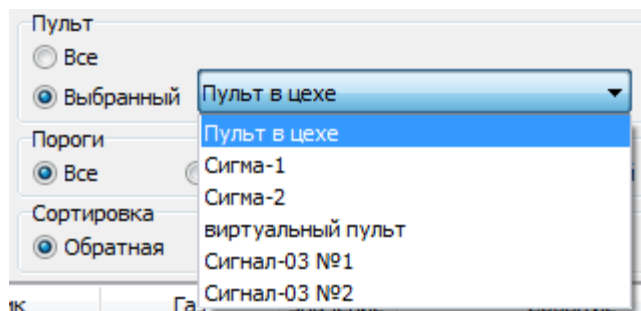 Пульт
Все
Выбранный Пульт в цехе
Пульт в цехе
Пороги
Все
Сигма-1
Сигма-2
Сортировка
Обратная
виртуальный пульт
Сигнал-03 №1
Сигнал-03 №2